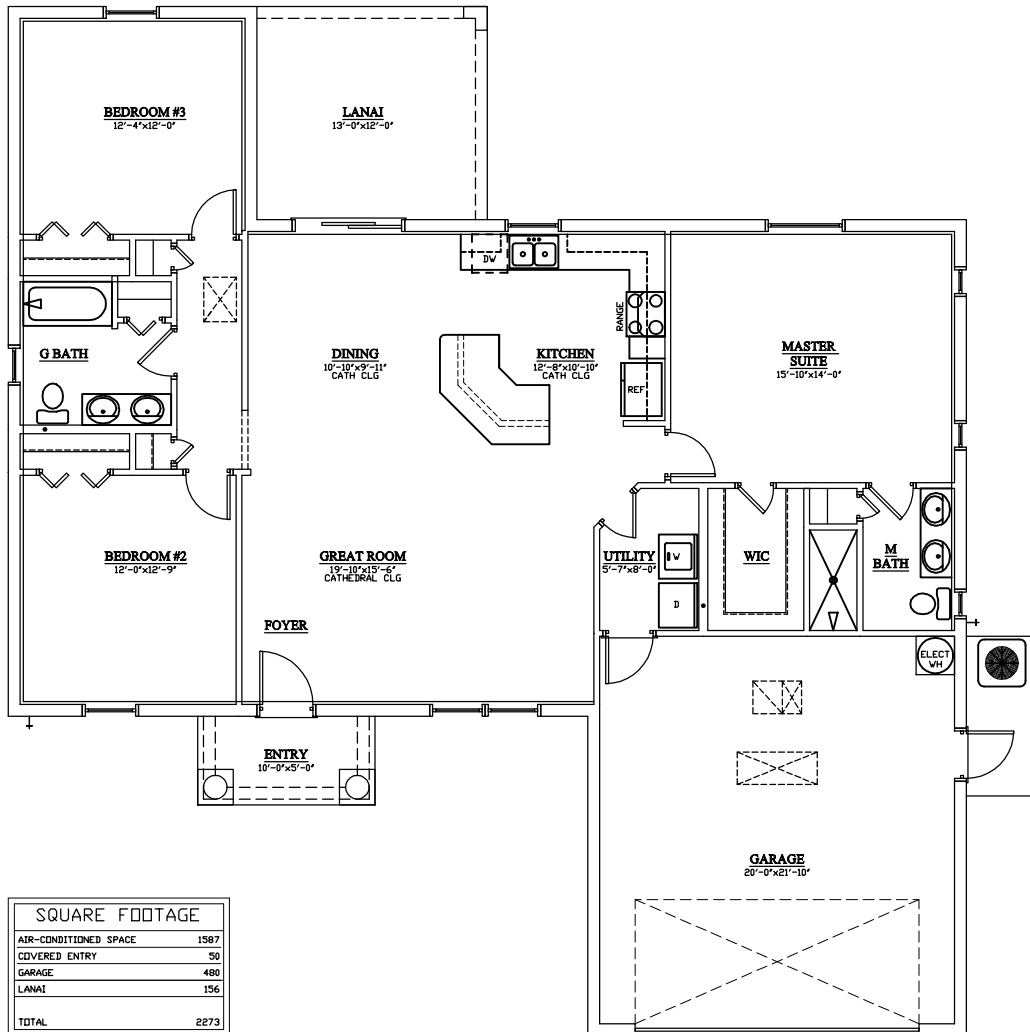 BEDROOM #3
12'-4"x12'-0"
LANAI
13'-0"x12'-0"
DW
RANGE
REF
G BATH
DINING
10'-10"x9'-11"
CATH CLG
KITCHEN
12'-8"x10'-10"
CATH CLG
MASTER
SUITE
15'-10"x14'-0"
BEDROOM #2
12'-0"x12'-9"
GREAT ROOM
19'-10"x15'-6"
CATHEDRAL CLG
UTILITY
5'-7"x8'-0"
W
D
WIC
M
BATH
FOYER
ELECT
WH
ENTRY
10'-0"x5'-0"
GARAGE
20'-0"x21'-10"
SQUARE FOOTAGE
AIR-CONDITIONED SPACE 1587
COVERED ENTRY 50
GARAGE 480
LANAI 156
TOTAL 2273